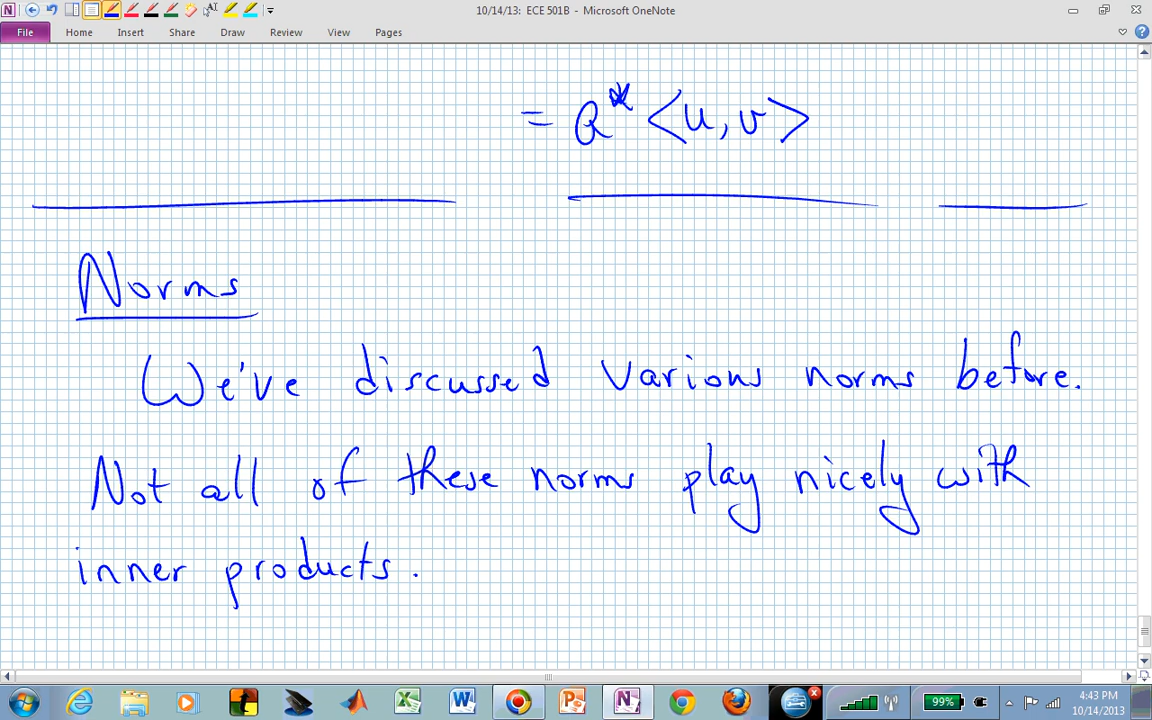 10/14/13: ECE 501B - Microsoft OneNote
File Home Insert Share Draw Review View Pages
= a* <u, v>
Norms
We've discussed various norms before.
Not all of these norms play nicely with
inner products.
99%
4:43 PM
10/14/2013